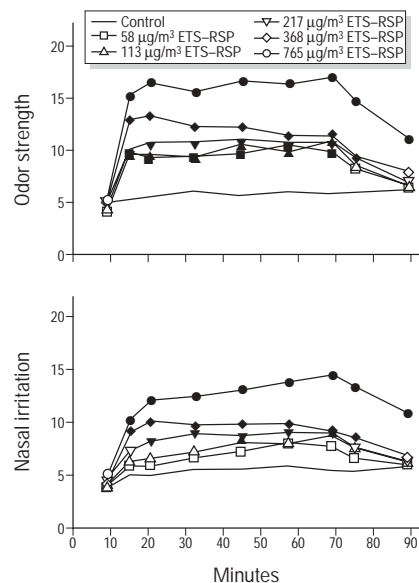 Control
58 µg/m³ ETS–RSP
113 µg/m³ ETS–RSP
217 µg/m³ ETS–RSP
368 µg/m³ ETS–RSP
765 µg/m³ ETS–RSP
Odor strength
20
15
10
5
0
Nasal irritation
20
15
10
5
0
0 10 20 30 40 50 60 70 80 90
Minutes